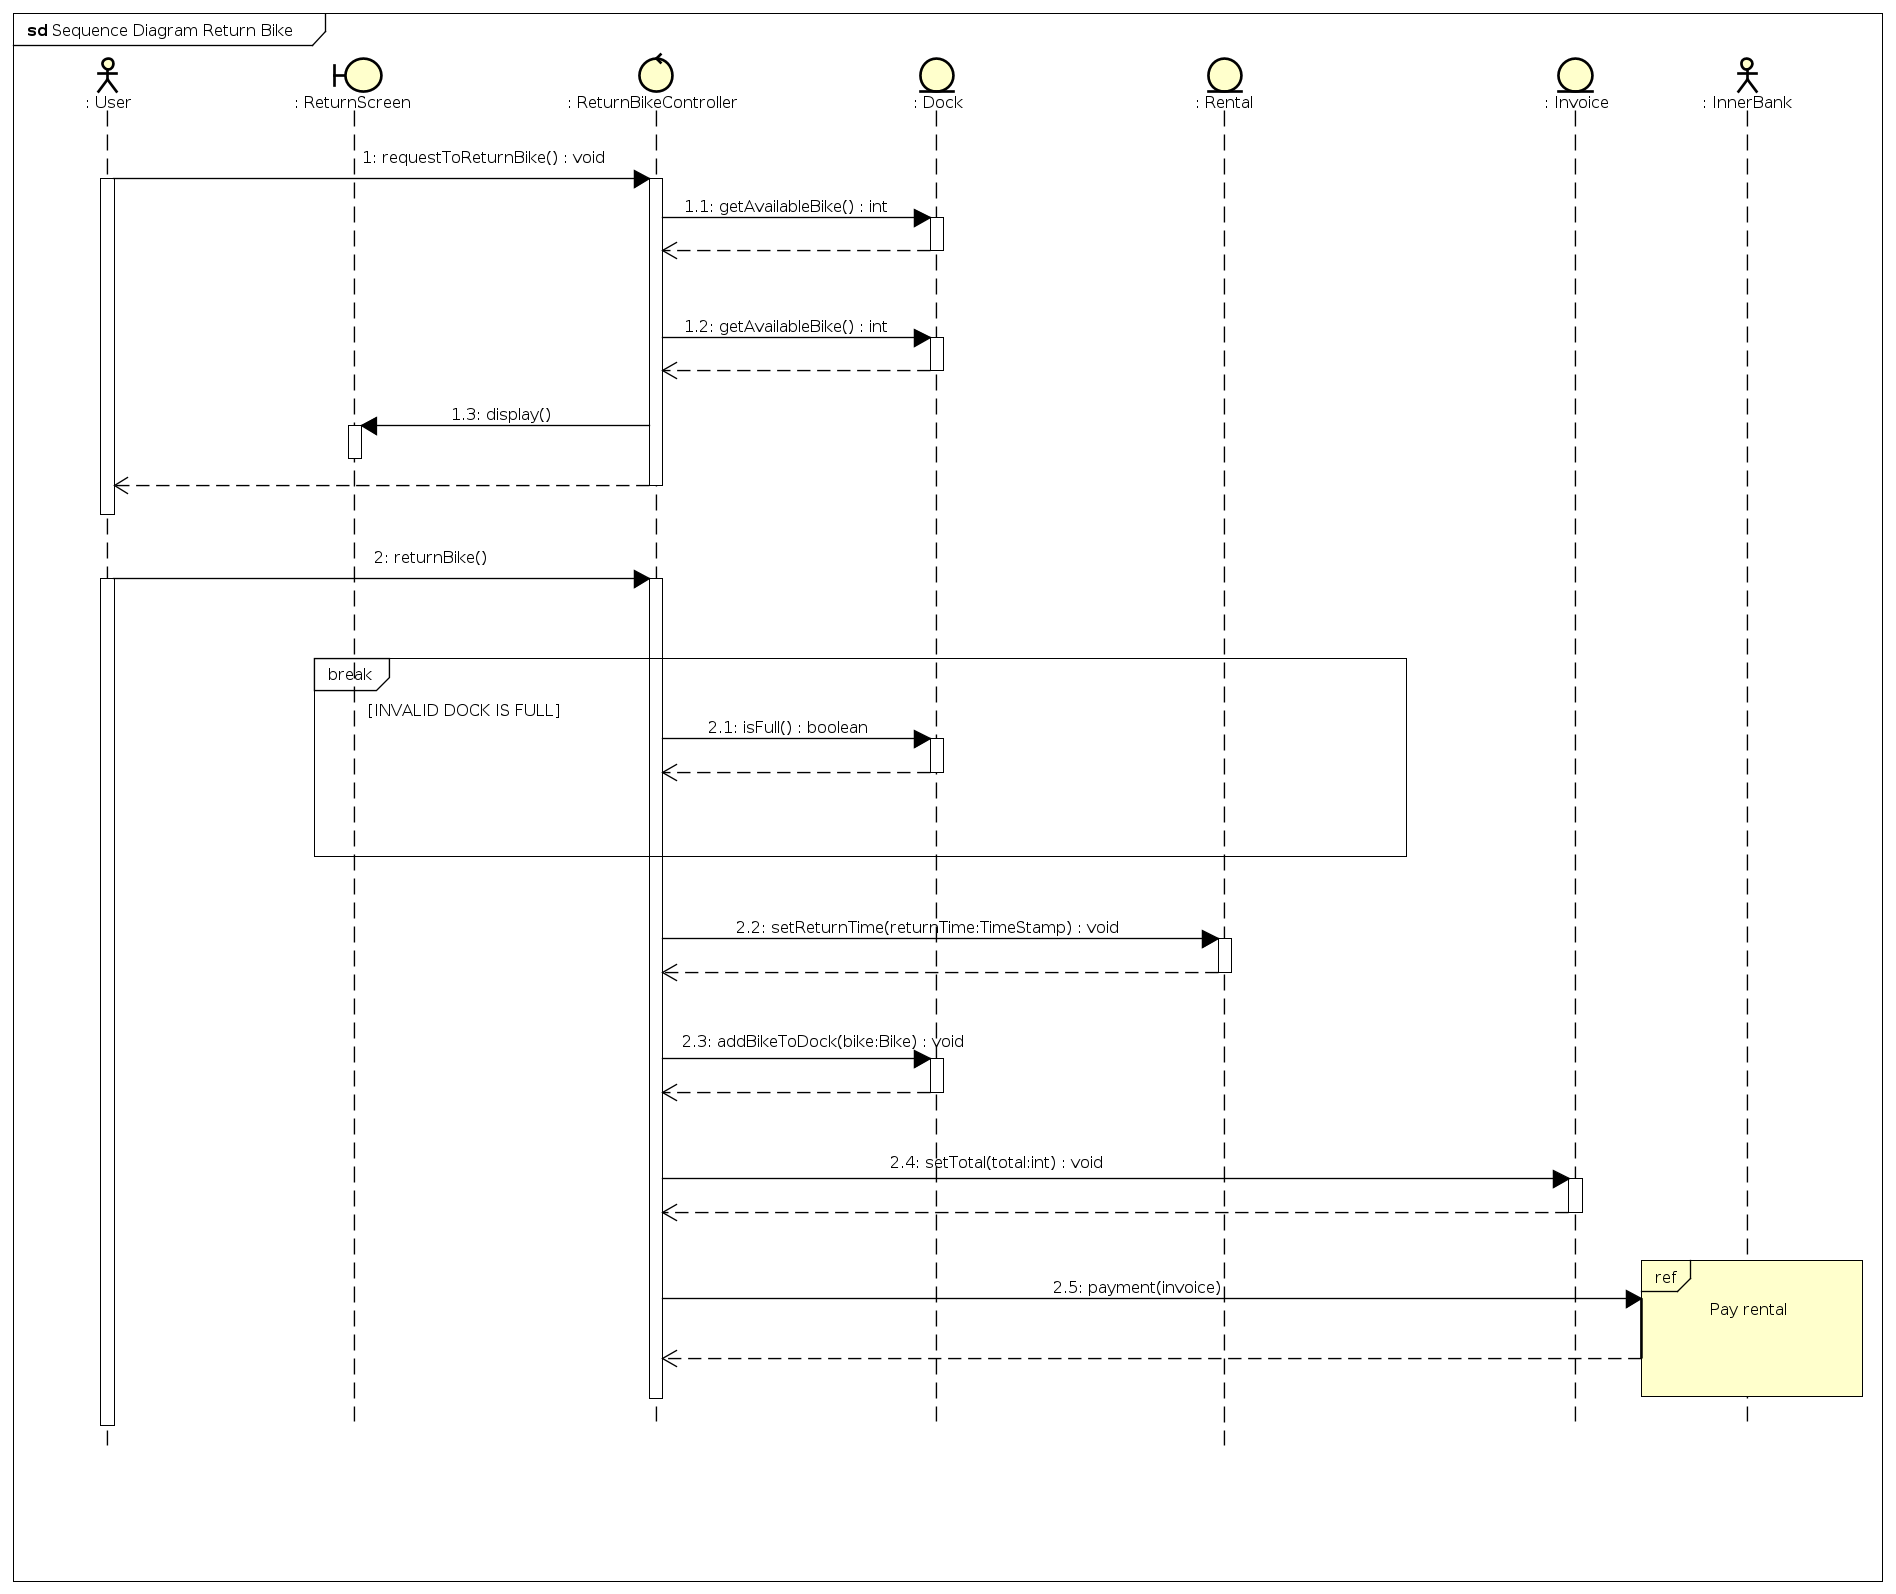 sd Sequence Diagram Return Bike
: User
: ReturnScreen
: ReturnBikeController
: Dock
: Rental
: Invoice
: InnerBank
1: requestToReturnBike() : void
1.1: getAvailableBike() : int
1.2: getAvailableBike() : int
1.3: display()
2: returnBike()
break
[INVALID DOCK IS FULL]
2.1: isFull() : boolean
2.2: setReturnTime(returnTime:TimeStamp) : void
2.3: addBikeToDock(bike:Bike) : void
2.4: setTotal(total:int) : void
ref
2.5: payment(invoice)
Pay rental